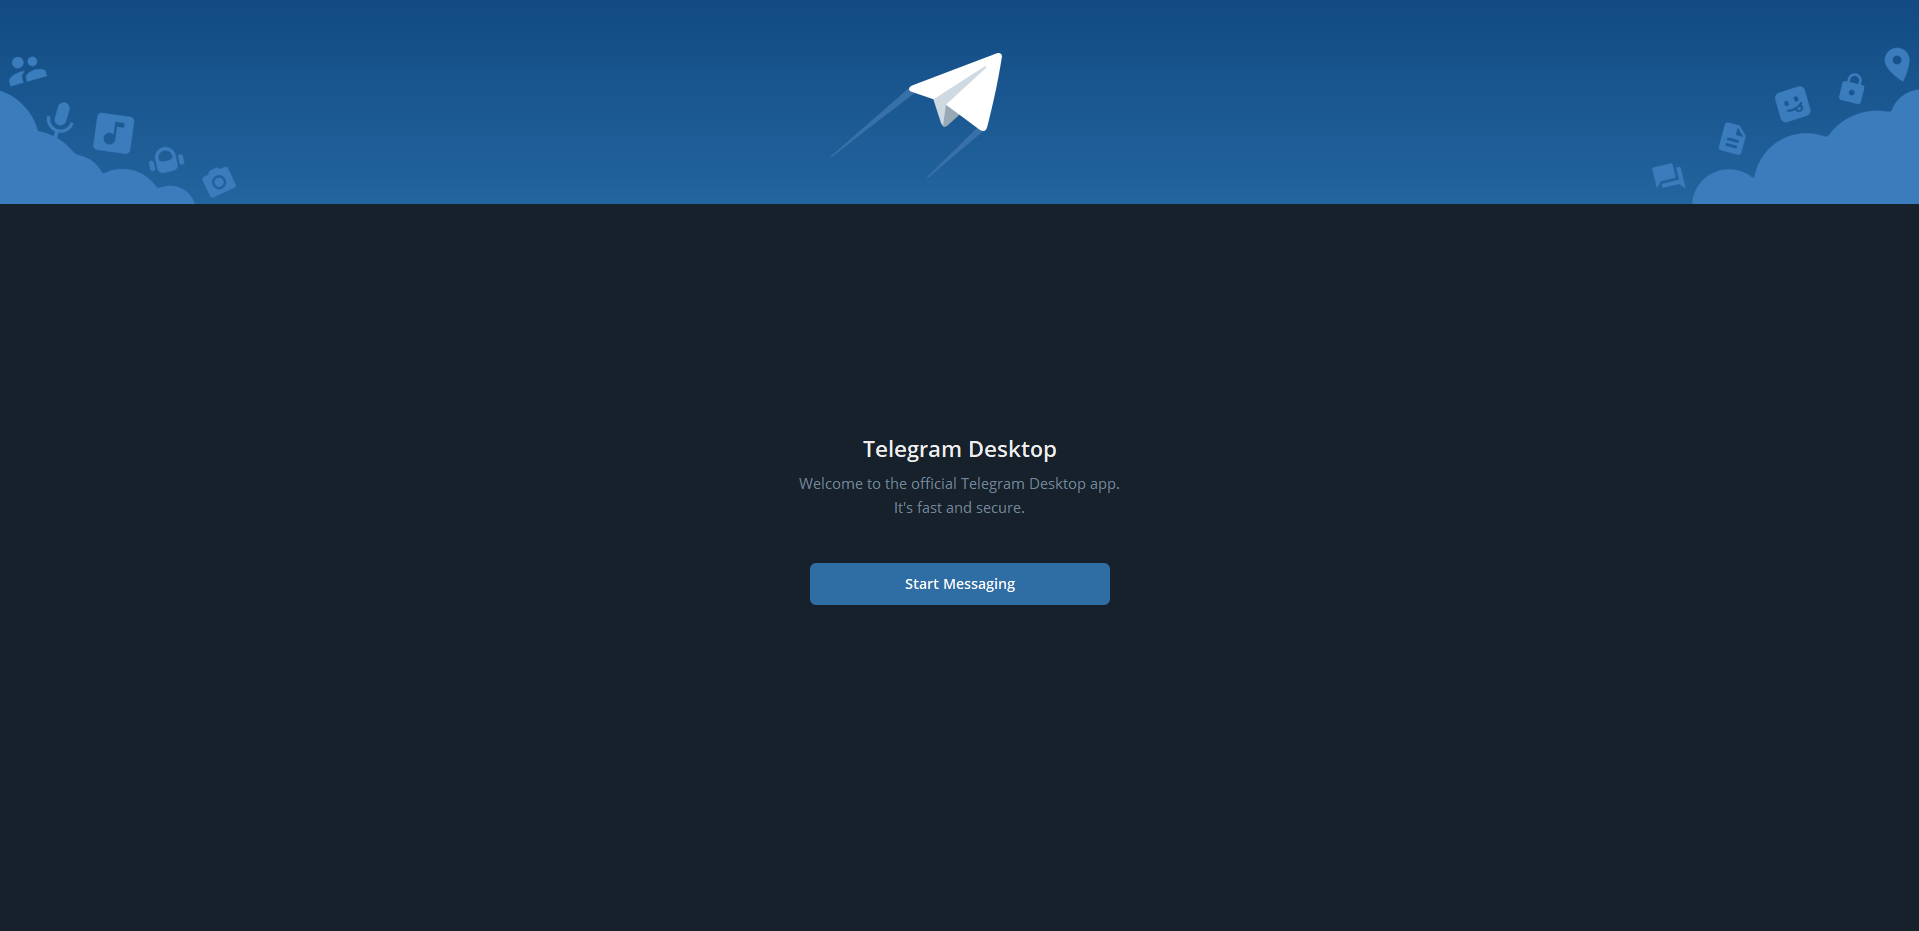 Telegram Desktop
Welcome to the official Telegram Desktop app.
It's fast and secure.
Start Messaging